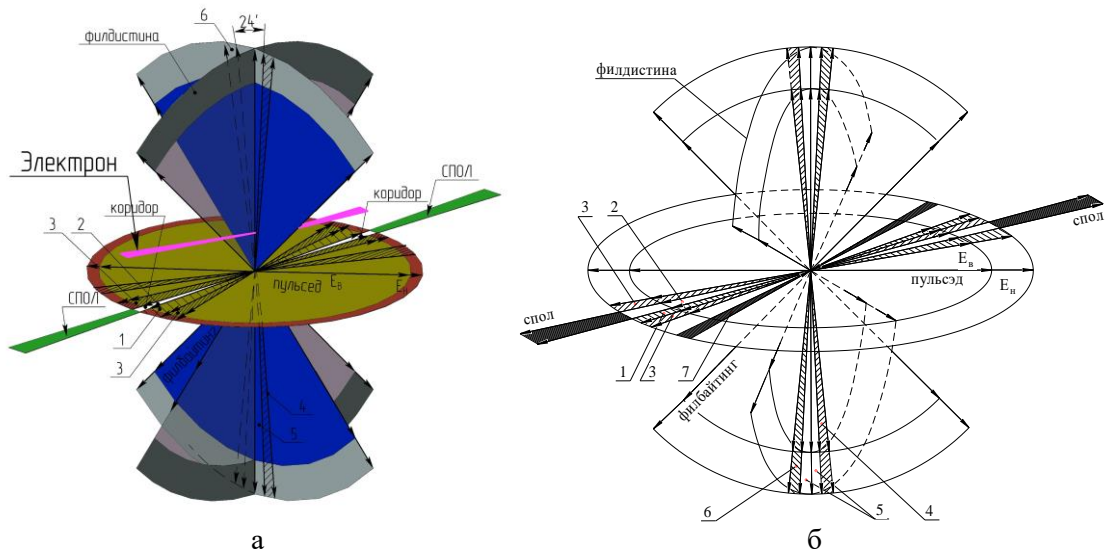 6
24'
филдистина
Электрон
СПОЛ
коридор
коридор
3
2
пульсед
Eв
Eн
СПОЛ
1
3
филбайтинг
4
5
а
филдистина
3
2
спол
Eв
пульсэд
Eн
спол
1
3
7
филбайтинг
6
5
4
б